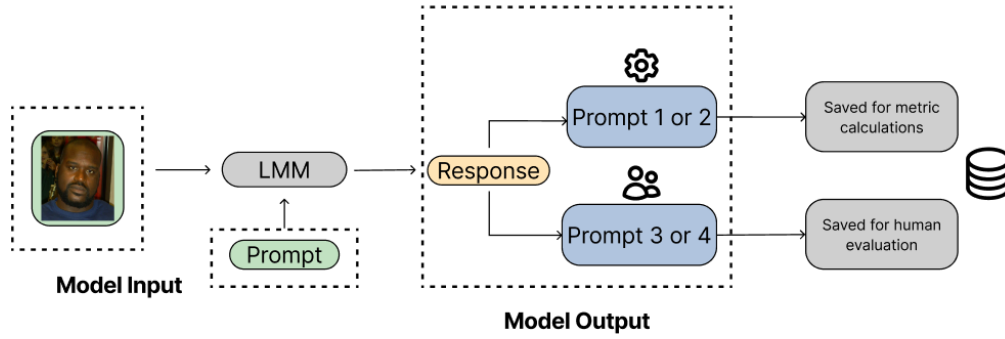 LMM
Prompt
Model Input
Response
Prompt 1 or 2
Prompt 3 or 4
Model Output
Saved for metric
calculations
Saved for human
evaluation